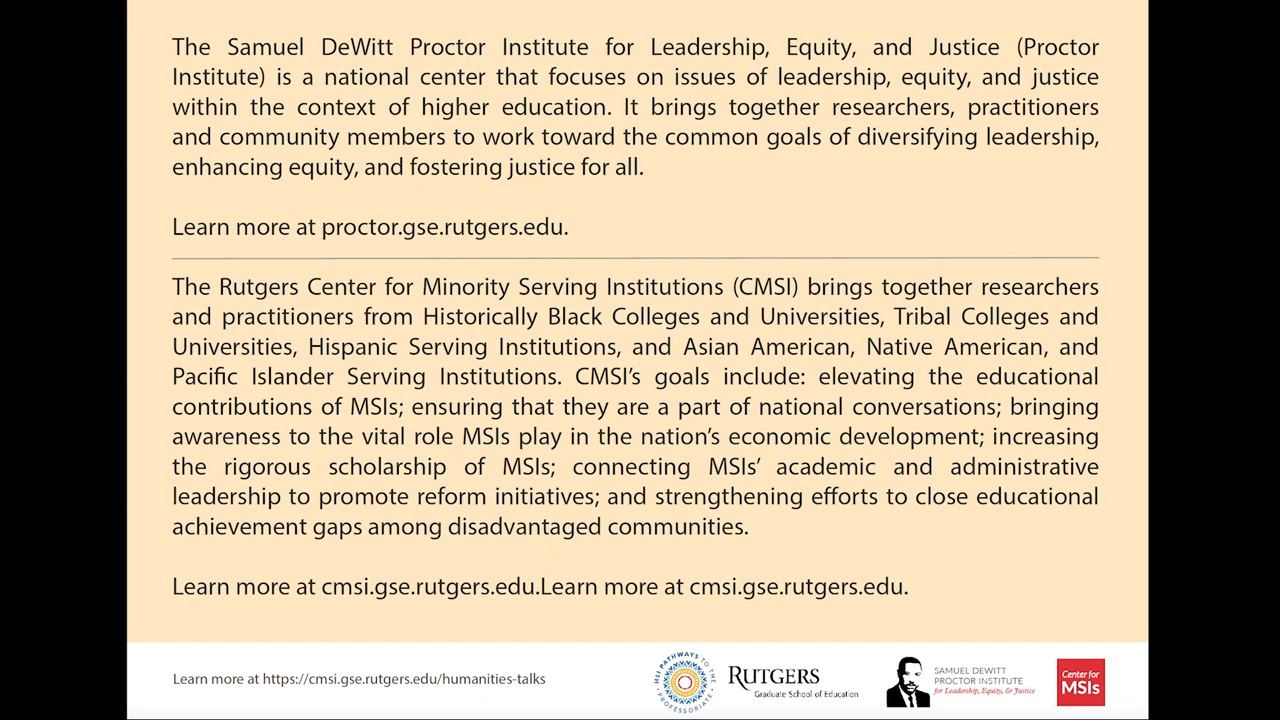 The Samuel DeWitt Proctor Institute for Leadership, Equity, and Justice (Proctor
Institute) is a national center that focuses on issues of leadership, equity, and justice
within the context of higher education. It brings together researchers, practitioners
and community members to work toward the common goals of diversifying leadership,
enhancing equity, and fostering justice for all.
Learn more at proctor.gse.rutgers.edu.
The Rutgers Center for Minority Serving Institutions (CMSI) brings together researchers
and practitioners from Historically Black Colleges and Universities, Tribal Colleges and
Universities, Hispanic Serving Institutions, and Asian American, Native American, and
Pacific Islander Serving Institutions. CMSI’s goals include: elevating the educational
contributions of MSIs; ensuring that they are a part of national conversations; bringing
awareness to the vital role MSIs play in the nation’s economic development; increasing
the rigorous scholarship of MSIs; connecting MSIs’ academic and administrative
leadership to promote reform initiatives; and strengthening efforts to close educational
achievement gaps among disadvantaged communities.
Learn more at cmsi.gse.rutgers.edu.Learn more at cmsi.gse.rutgers.edu.
Learn more at https://cmsi.gse.rutgers.edu/humanities-talks
HSI PATHWAYS TO THE PROFESSORIATE
RUTGERS
Graduate School of Education
SAMUEL DEWITT
PROCTOR INSTITUTE
for Leadership, Equity, & Justice
Center for
MSIs